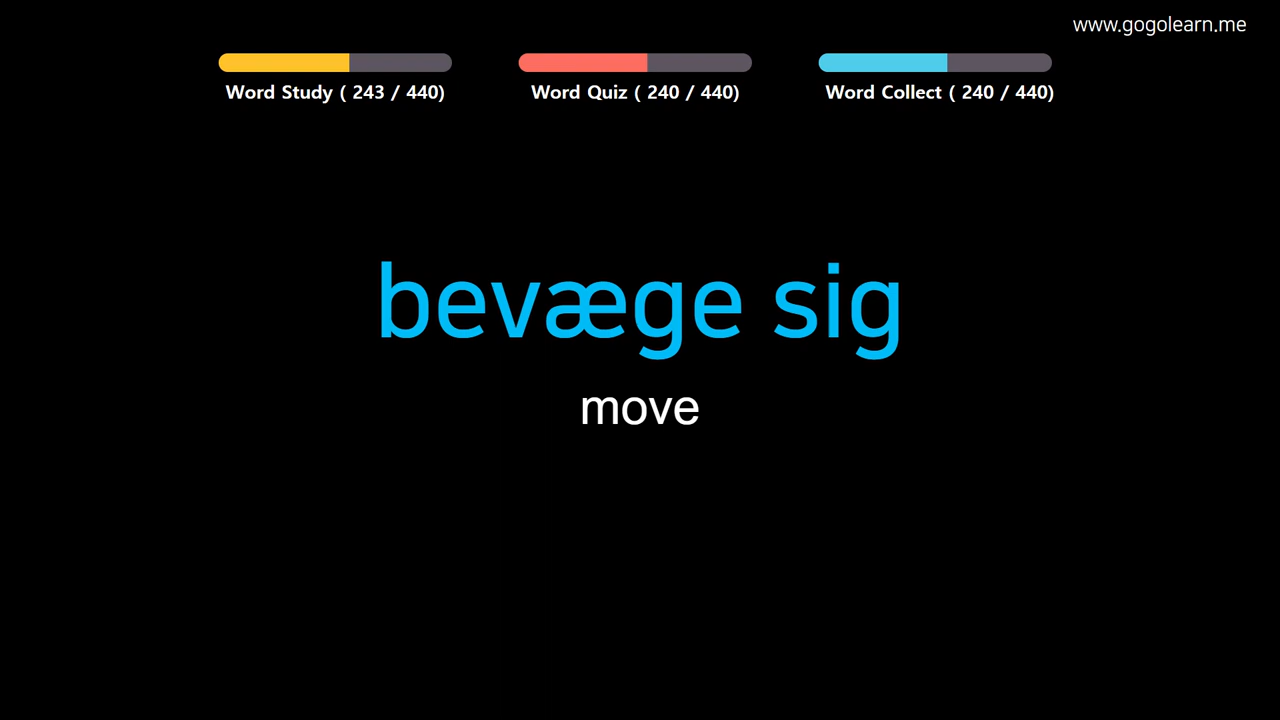 www.gogolearn.me
Word Study ( 243 / 440)
Word Quiz ( 240 / 440)
Word Collect ( 240 / 440)
bevæge sig
move